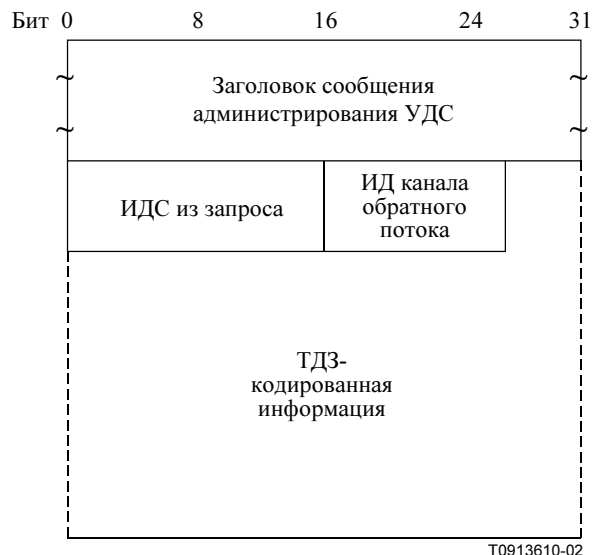 Бит 0 8 16 24 31
Заголовок сообщения
администрирования УДС
ИДС из запроса
ИД канала
обратного
потока
ТДЗ-
кодированная
информация
T0913610-02